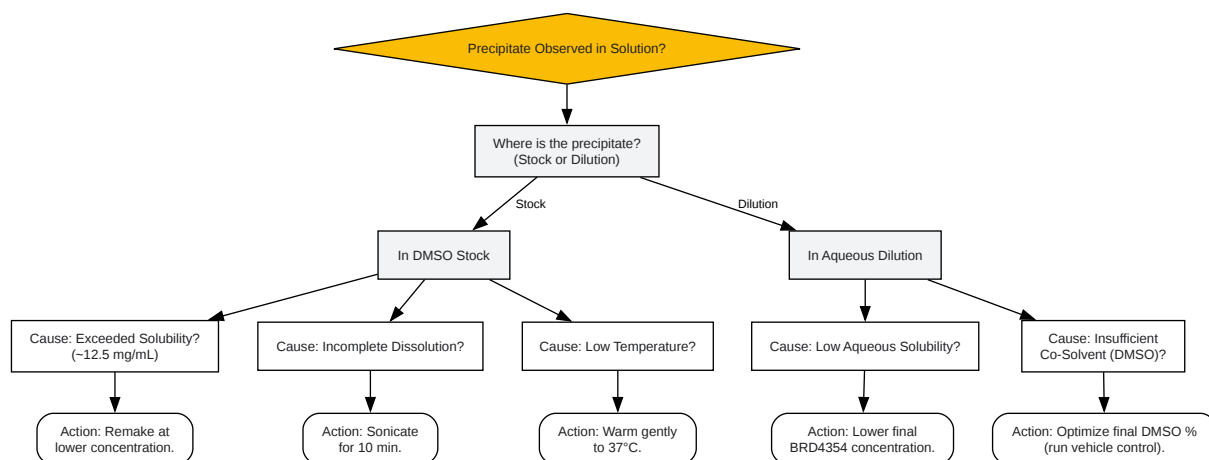 Precipitate Observed in Solution?
Where is the precipitate?
(Stock or Dilution)
Stock
Dilution
In DMSO Stock
In Aqueous Dilution
Cause: Exceeded Solubility?
(~12.5 mg/mL)
Cause: Incomplete Dissolution?
Cause: Low Temperature?
Cause: Low Aqueous Solubility?
Cause: Insufficient
Co-Solvent (DMSO)?
Action: Remake at
lower concentration.
Action: Sonicate
for 10 min.
Action: Warm gently
to 37°C.
Action: Lower final
BRD4354 concentration.
Action: Optimize final DMSO %
(run vehicle control).